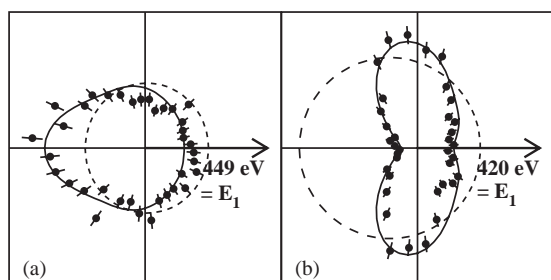 449 eV
= E1
(a)
420 eV
= E1
(b)